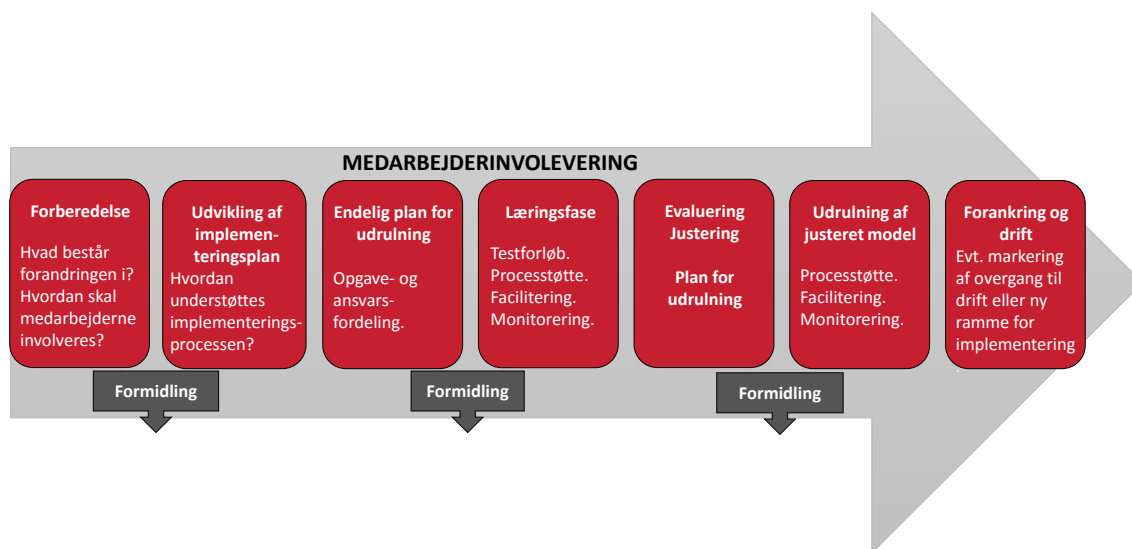 MEDARBEJDERINVOLEVERING
Forberedelse
Hvad består
forandringen i?
Hvordan skal
medarbejderne
involveres?
Udvikling af
implemen-
teringsplan
Hvordan
understøttes
implementerings-
processen?
Endelig plan for
udrulning
Opgave- og
ansvars-
fordeling.
Læringsfase
Testforløb.
Processtøtte.
Facilitering.
Monitorering.
Evaluering
Justering
Plan for
udrulning
Udrulning af
justeret model
Processtøtte.
Facilitering.
Monitorering.
Forankring og
drift
Evt. markering
af overgang til
drift eller ny
ramme for
implementering
Formidling
Formidling
Formidling